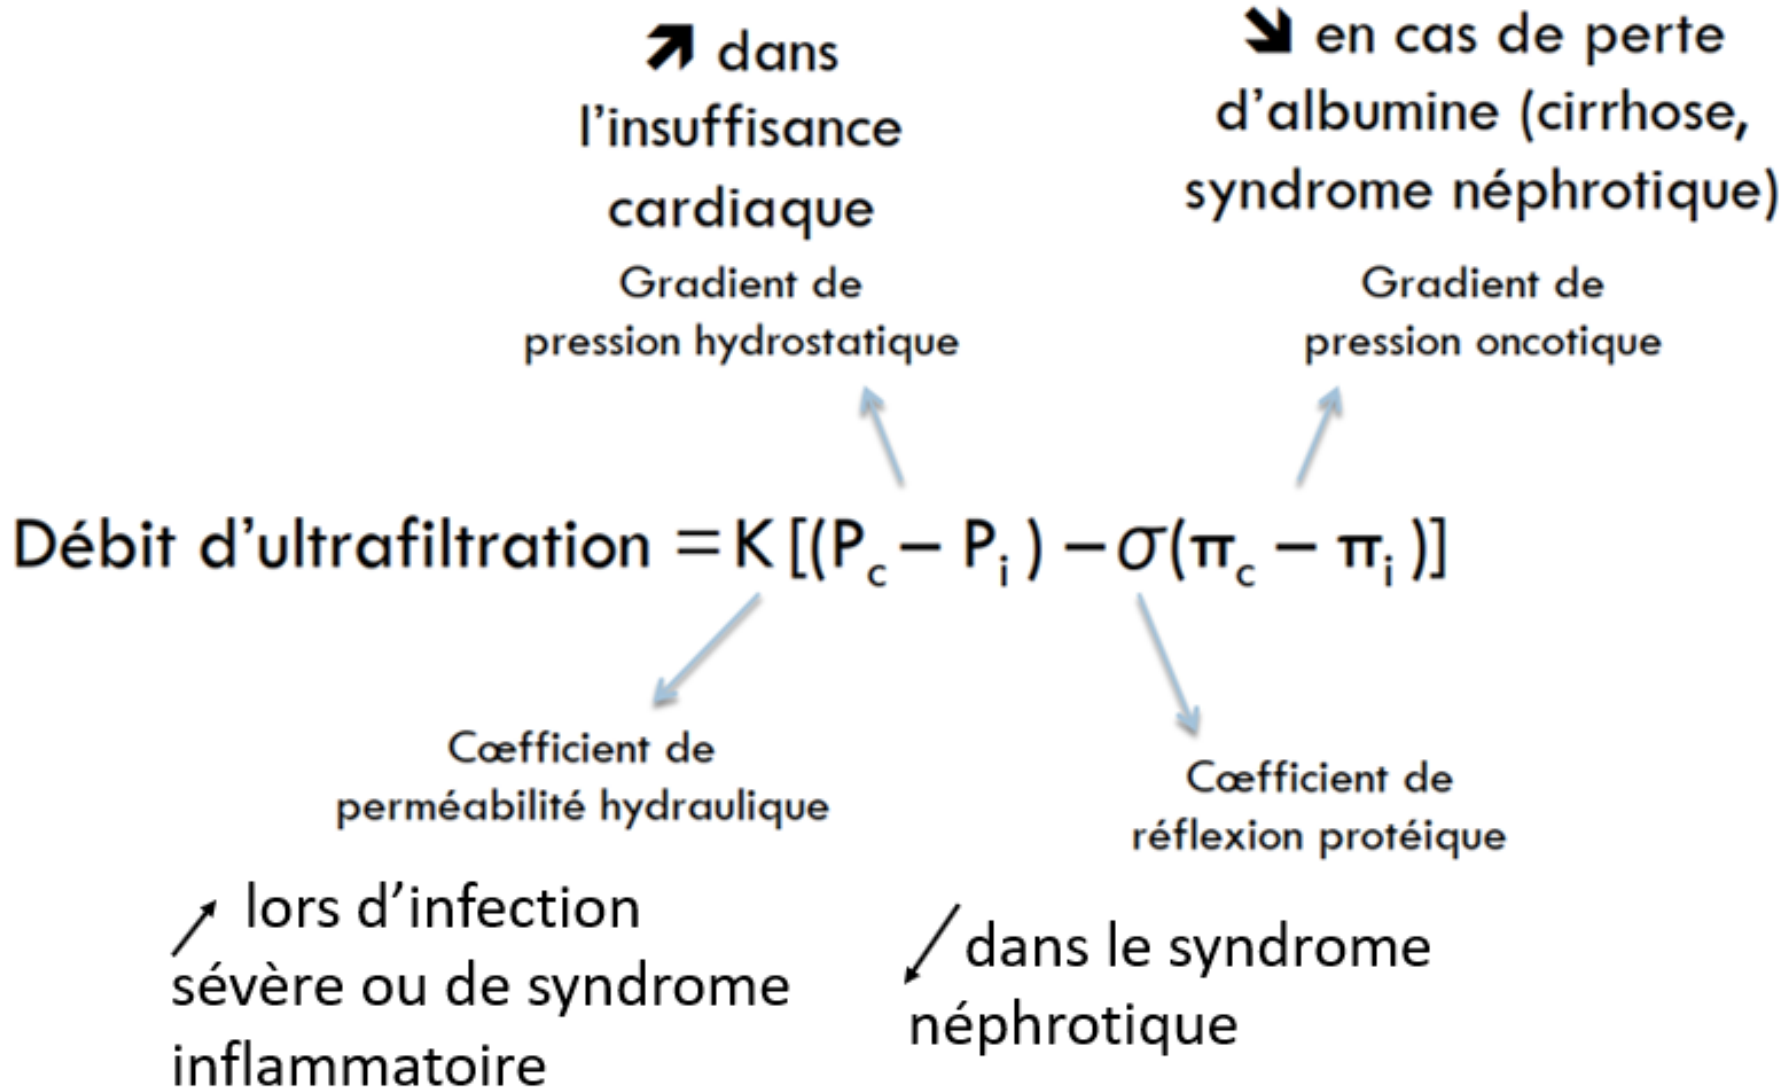 ↗ dans
l'insuffisance
cardiaque
Gradient de
pression hydrostatique
↘ en cas de perte
d'albumine (cirrhose,
syndrome néphrotique)
Gradient de
pression oncotique
Débit d'ultrafiltration = K [(Pc − Pi ) − σ(πc − πi )]
Cœfficient de
perméabilité hydraulique
↗ lors d'infection
sévère ou de syndrome
inflammatoire
Cœfficient de
réflexion protéique
↙ dans le syndrome
néphrotique